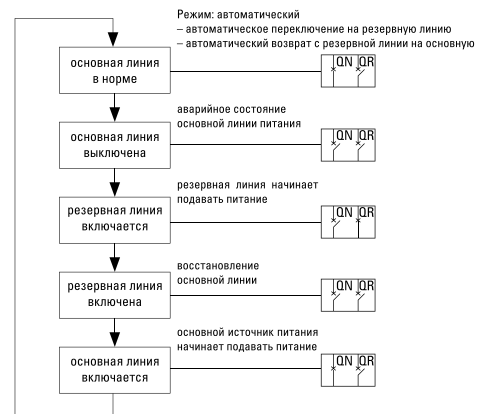 Режим: автоматический
– автоматическое переключение на резервную линию
– автоматический возврат с резервной линии на основную
основная линия
в норме
QN QR
аварийное состояние
основной линии питания
основная линия
выключена
QN QR
резервная линия начинает
подавать питание
резервная линия
включается
QN QR
восстановление
основной линии
резервная линия
включена
QN QR
основной источник питания
начинает подавать питание
основная линия
включается
QN QR